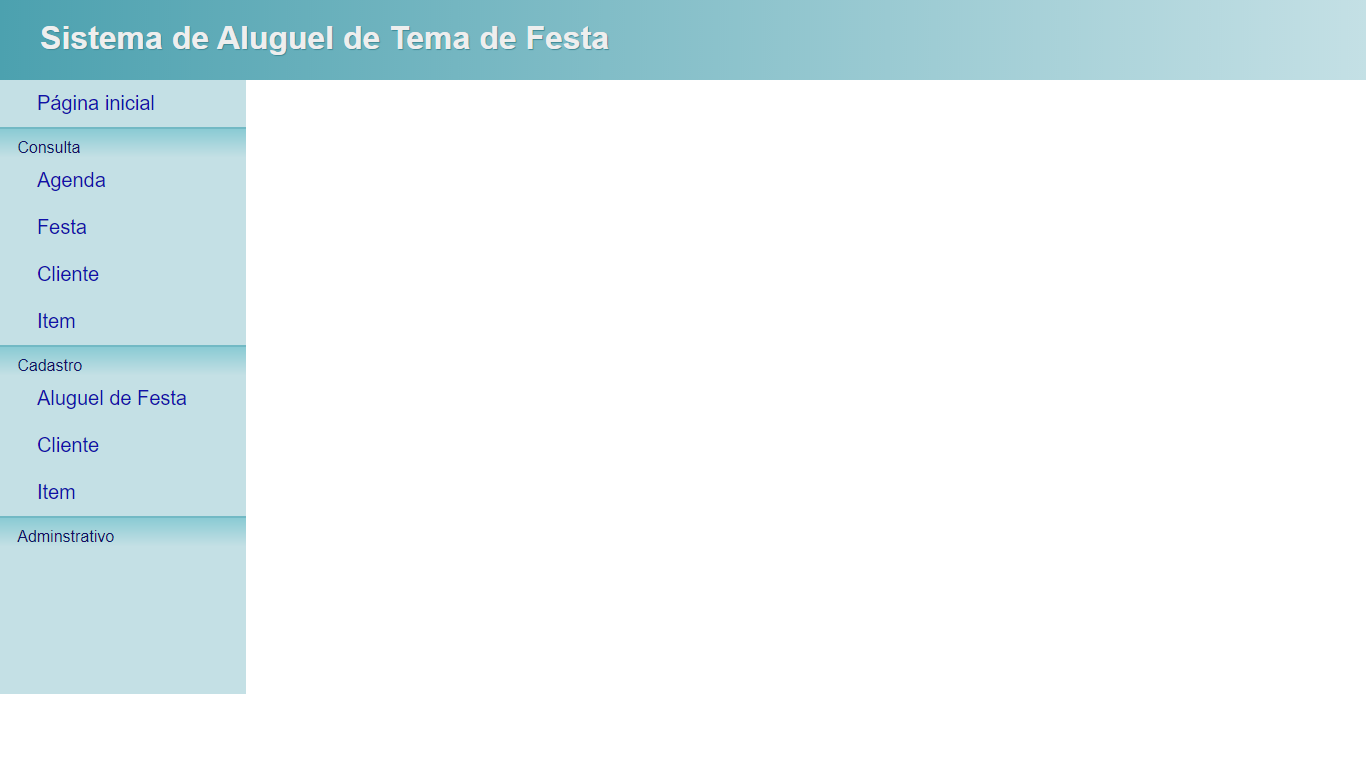 Sistema de Aluguel de Tema de Festa
Página inicial
Consulta
Agenda
Festa
Cliente
Item
Cadastro
Aluguel de Festa
Cliente
Item
Adminstrativo